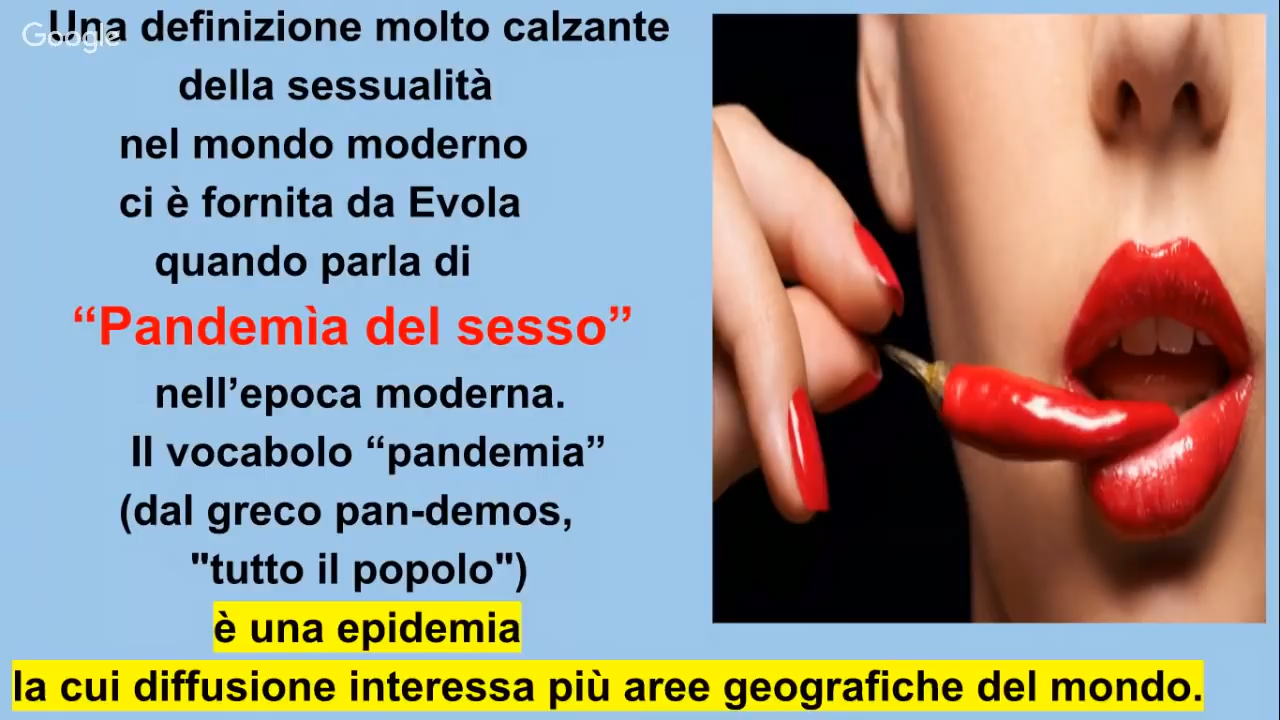 Una definizione molto calzante
Google
della sessualità
nel mondo moderno
ci è fornita da Evola
quando parla di
“Pandemìa del sesso”
nell’epoca moderna.
Il vocabolo “pandemia”
(dal greco pan-demos,
"tutto il popolo")
è una epidemia
la cui diffusione interessa più aree geografiche del mondo.